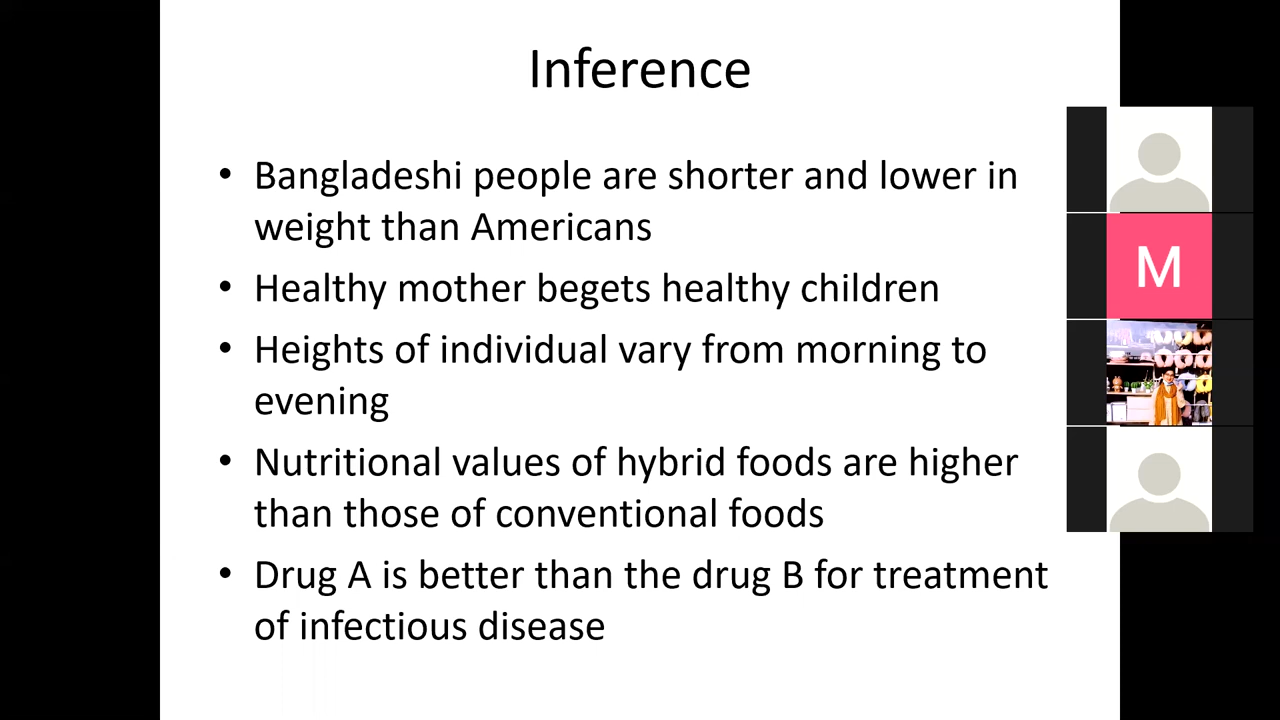 Inference
• Bangladeshi people are shorter and lower in
weight than Americans
• Healthy mother begets healthy children
• Heights of individual vary from morning to
evening
• Nutritional values of hybrid foods are higher
than those of conventional foods
• Drug A is better than the drug B for treatment
of infectious disease
M